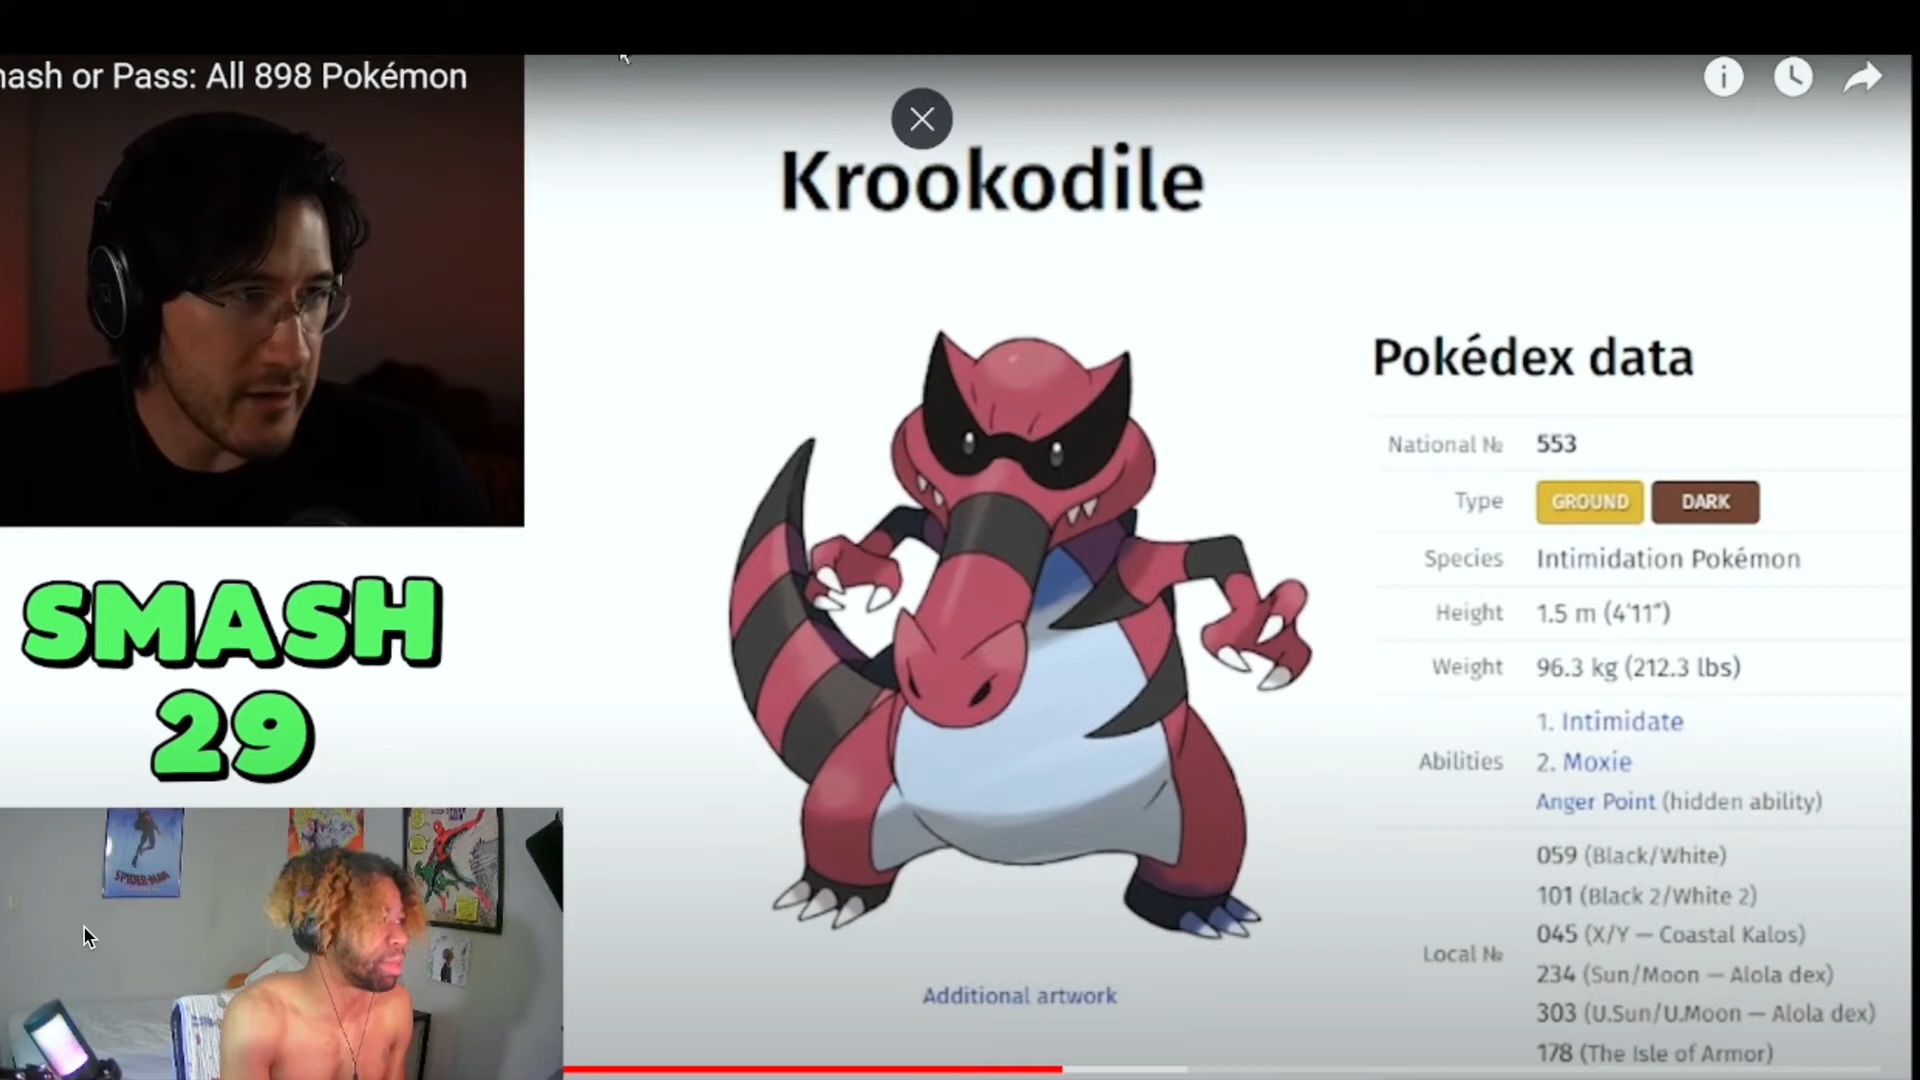 mash or Pass: All 898 Pokémon
Krookodile
Pokédex data
National № 553
Type GROUND DARK
Species Intimidation Pokémon
Height 1.5 m (4'11")
Weight 96.3 kg (212.3 lbs)
Abilities 1. Intimidate
2. Moxie
Anger Point (hidden ability)
Local № 059 (Black/White)
101 (Black 2/White 2)
045 (X/Y — Coastal Kalos)
234 (Sun/Moon — Alola dex)
303 (U.Sun/U.Moon — Alola dex)
178 (The Isle of Armor)
Additional artwork
SMASH
29
SPIDER-MAN